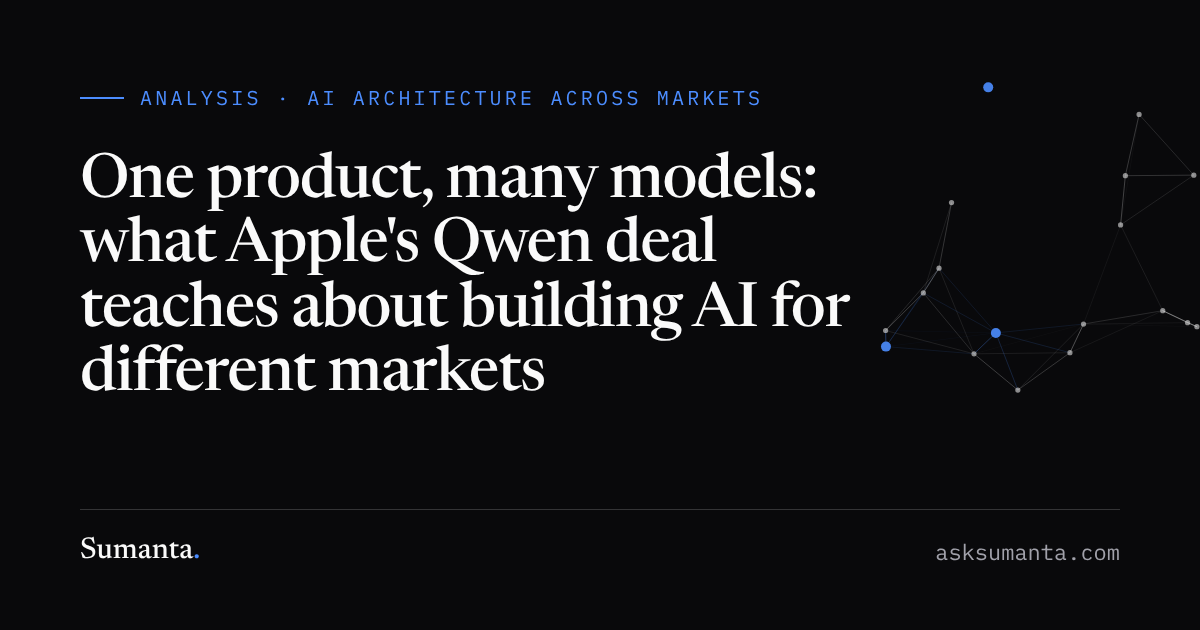 ANALYSIS · AI ARCHITECTURE ACROSS MARKETS
One product, many models:
what Apple's Qwen deal
teaches about building AI for
different markets
Sumanta.
asksumanta.com